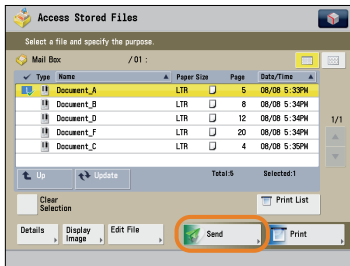 Access Stored Files
Select a file and specify the purpose.
Mail Box /01 :
Type Name Paper Size Page Date/Time
1 Document_A LTR 5 08/08 5:33PM
Document_B LTR 8 08/08 5:34PM
Document_D LTR 12 08/08 5:34PM
Document_F LTR 20 08/08 5:34PM
Document_C LTR 4 08/08 5:34PM
1/1
Up Update Total:5 Selected:1
Clear Selection Print List
Details Display Image Edit File Send Print